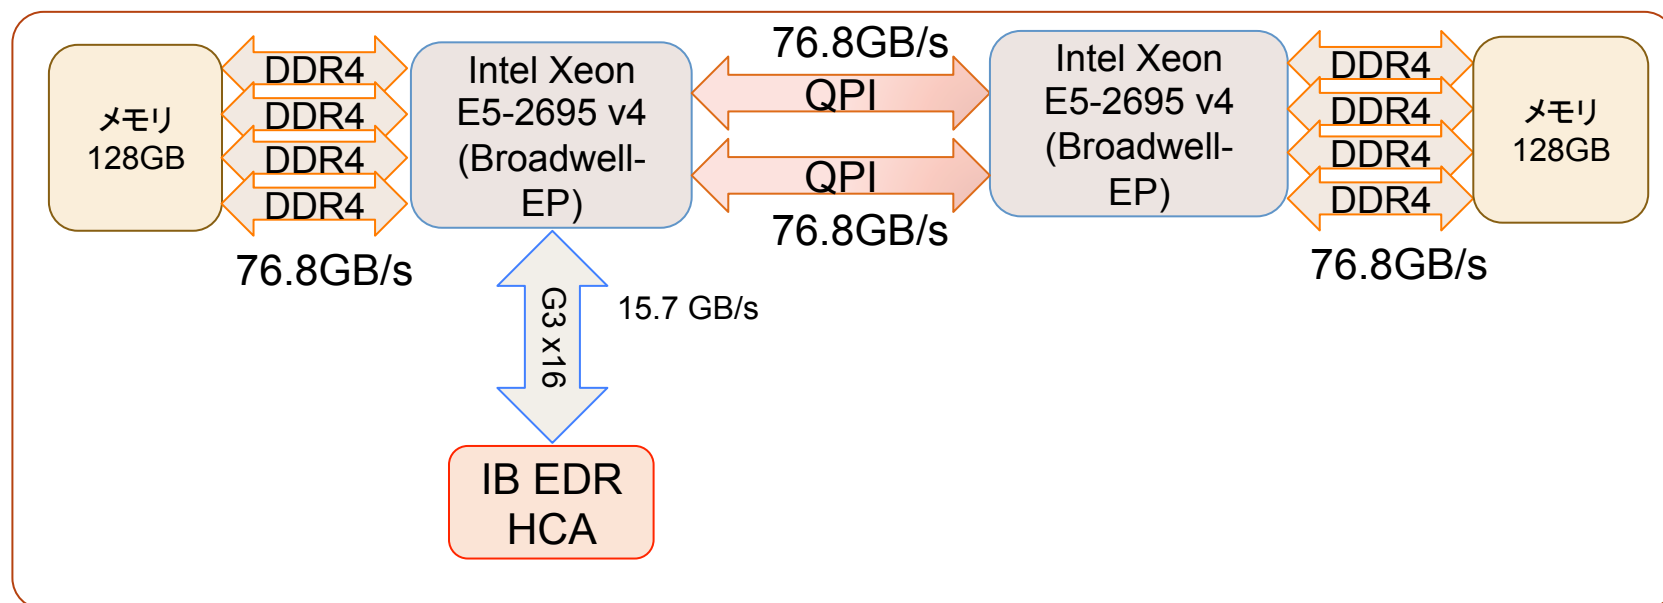 メモリ
128GB
DDR4
DDR4
DDR4
DDR4
76.8GB/s
Intel Xeon
E5-2695 v4
(Broadwell-
EP)
76.8GB/s
QPI
QPI
76.8GB/s
Intel Xeon
E5-2695 v4
(Broadwell-
EP)
DDR4
DDR4
DDR4
DDR4
76.8GB/s
メモリ
128GB
G3 x16
15.7 GB/s
IB EDR
HCA